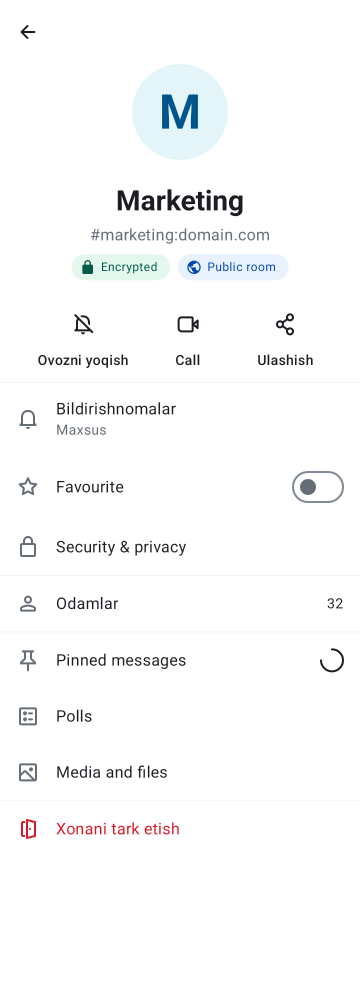 M
Marketing
#marketing:domain.com
Encrypted
Public room
Ovozni yoqish
Call
Ulashish
Bildirishnomalar
Maxsus
Favourite
Security & privacy
Odamlar
32
Pinned messages
Polls
Media and files
Xonani tark etish